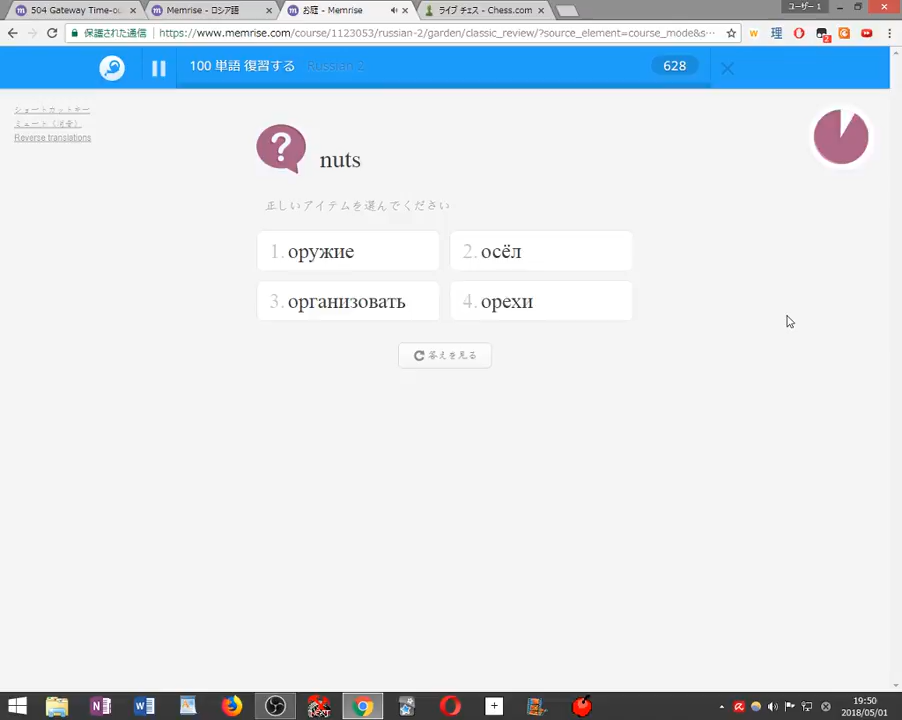 504 Gateway Time-ou
Memrise - ロシア語
お庭 - Memrise
ライブ チェス - Chess.com
ユーザー 1
保護された通信
https://www.memrise.com/course/1123053/russian-2/garden/classic_review/?source_element=course_mode&s…
100 単語 復習する
Russian 2
628
ショートカットキー
ミュート（消音）
Reverse translations
nuts
正しいアイテムを選んでください
1. оружие
2. осёл
3. организовать
4. орехи
答えを見る
19:50
2018/05/01